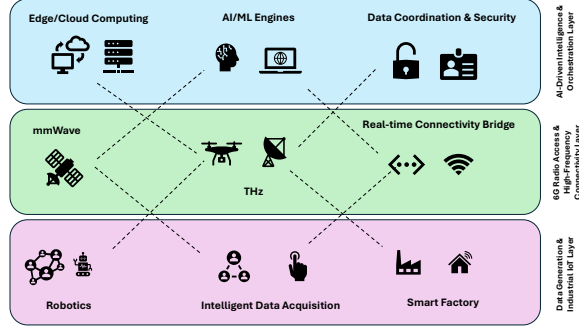 Edge/Cloud Computing
AI/ML Engines
Data Coordination & Security
AI-Driven Intelligence &
Orchestration Layer
mmWave
THz
Real-time Connectivity Bridge
6G Radio Access &
High-Frequency
Connectivity Layer
Robotics
Intelligent Data Acquisition
Smart Factory
Data Generation &
Industrial IoT Layer